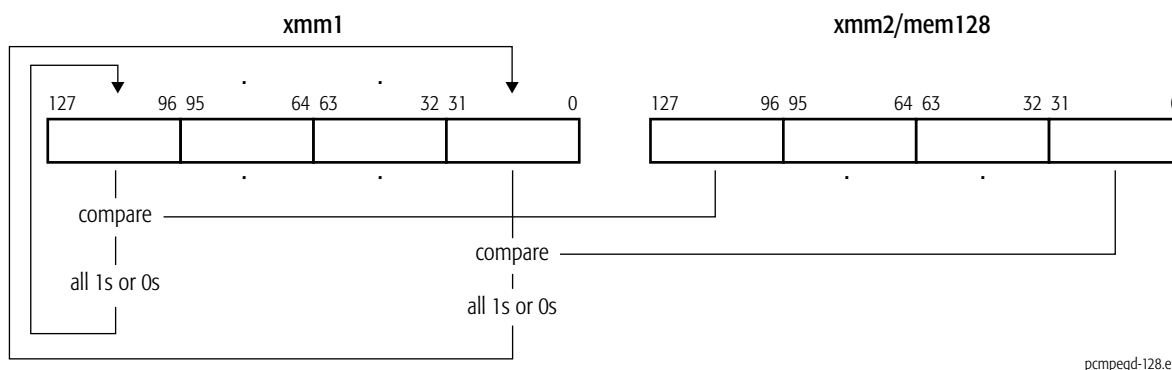 xmm1 xmm2/mem128
. .
127 96 95 64 63 32 31 0 127 96 95 64 63 32 31
. . . .
compare
compare
all 1s or 0s
all 1s or 0s
pcmpeqd-128.e